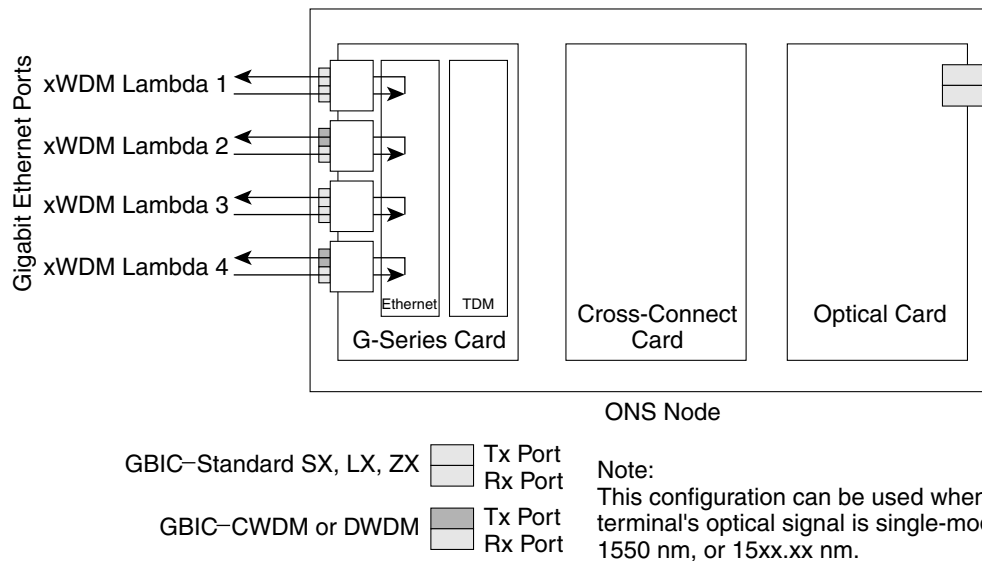 Gigabit Ethernet Ports
xWDM Lambda 1
xWDM Lambda 2
xWDM Lambda 3
xWDM Lambda 4
Ethernet
TDM
G-Series Card
Cross-Connect
Card
Optical Card
ONS Node
GBIC–Standard SX, LX, ZX
Tx Port
Rx Port
GBIC–CWDM or DWDM
Tx Port
Rx Port
Note:
This configuration can be used when
terminal's optical signal is
1550 nm, or 15xx.xx nm.